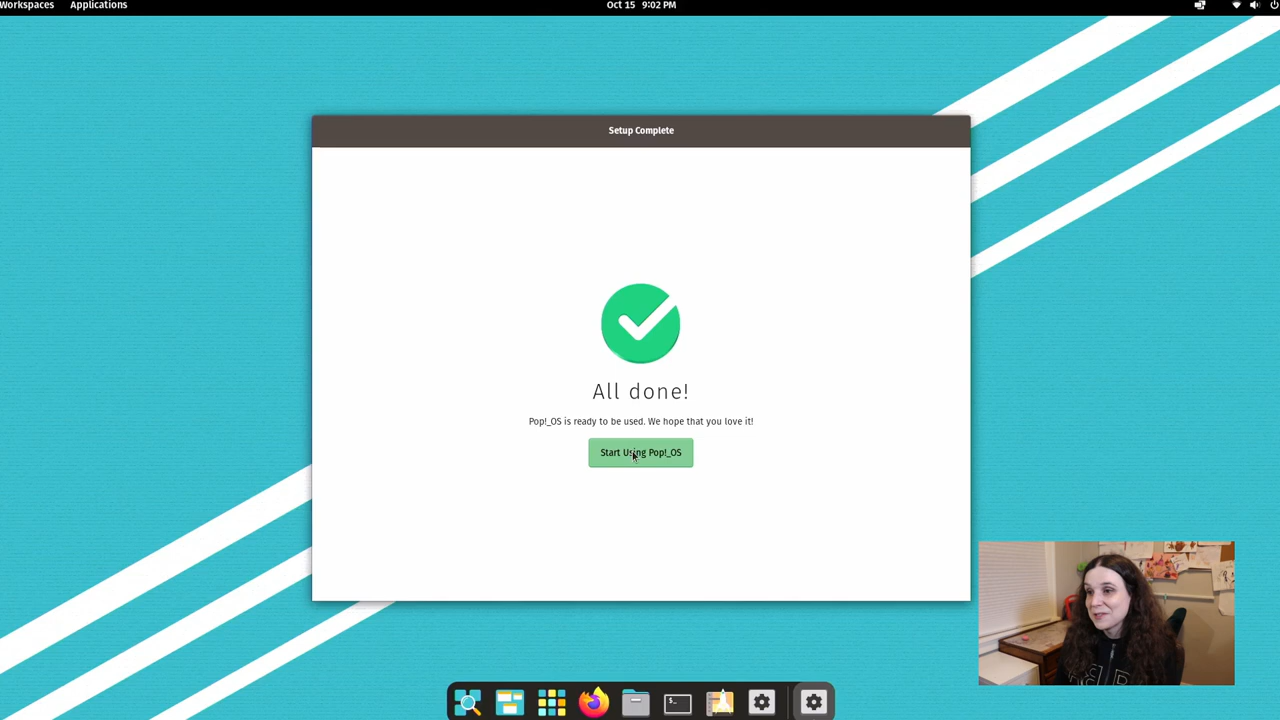 Workspaces Applications Oct 15 9:02 PM
Setup Complete
All done!
Pop!_OS is ready to be used. We hope that you love it!
Start Using Pop!_OS
$_